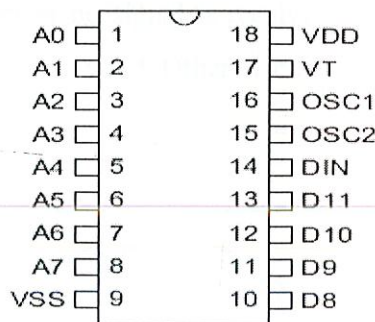 A0 1 18 VDD
A1 2 17 VT
A2 3 16 OSC1
A3 4 15 OSC2
A4 5 14 DIN
A5 6 13 D11
A6 7 12 D10
A7 8 11 D9
VSS 9 10 D8